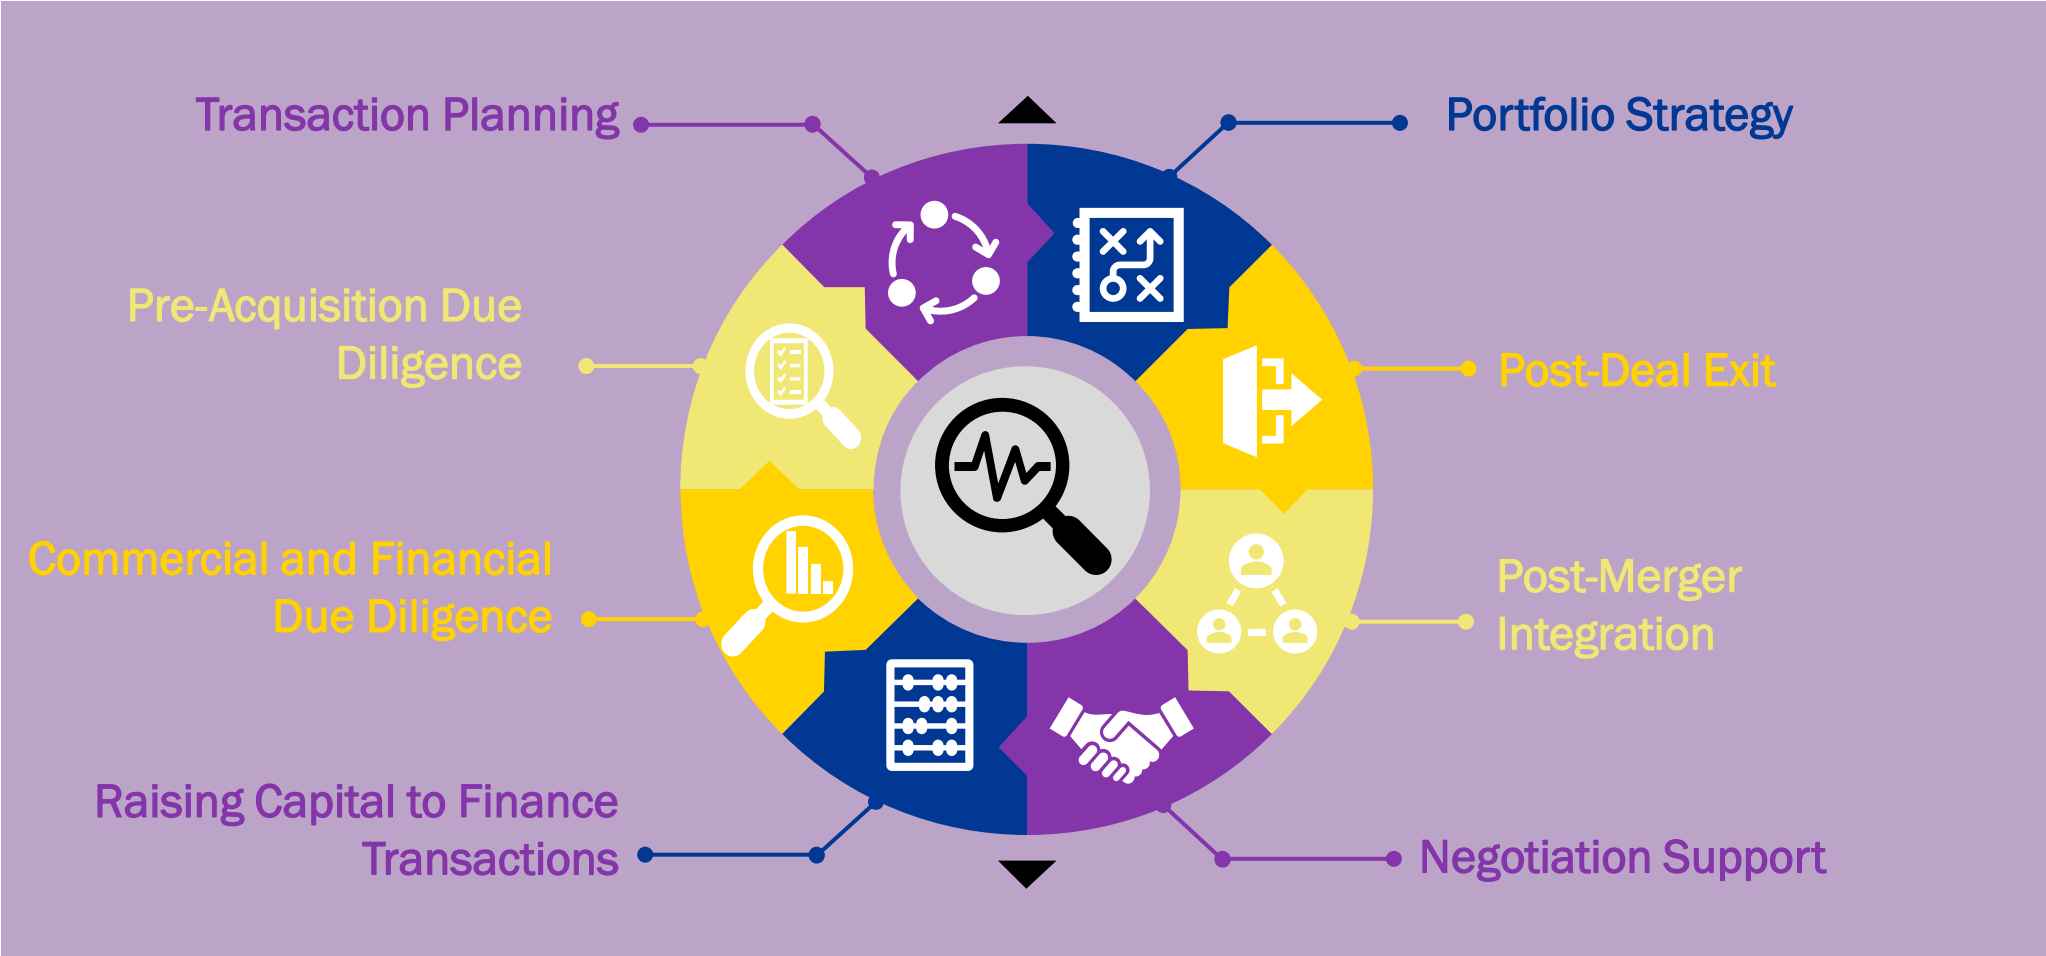 Transaction Planning
Portfolio Strategy
Pre-Acquisition Due
Diligence
Post-Deal Exit
Commercial and Financial
Due Diligence
Post-Merger
Integration
Raising Capital to Finance
Transactions
Negotiation Support